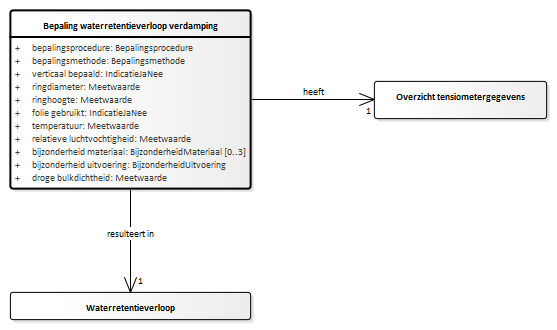 Bepaling waterretentieverloop verdamping
+ bepalingsprocedure: Bepalingsprocedure
+ bepalingsmethode: Bepalingsmethode
+ verticaal bepaald: IndicatieJaNee
+ ringdiameter: Meetwaarde
+ ringhoogte: Meetwaarde
+ folie gebruikt: IndicatieJaNee
+ temperatuur: Meetwaarde
+ relatieve luchtvochtigheid: Meetwaarde
+ bijzonderheid materiaal: BijzonderheidMateriaal [0..3]
+ bijzonderheid uitvoering: BijzonderheidUitvoering
+ droge bulkdichtheid: Meetwaarde
heeft
1
Overzicht tensiometergegevens
resulteert in
1
Waterretentieverloop